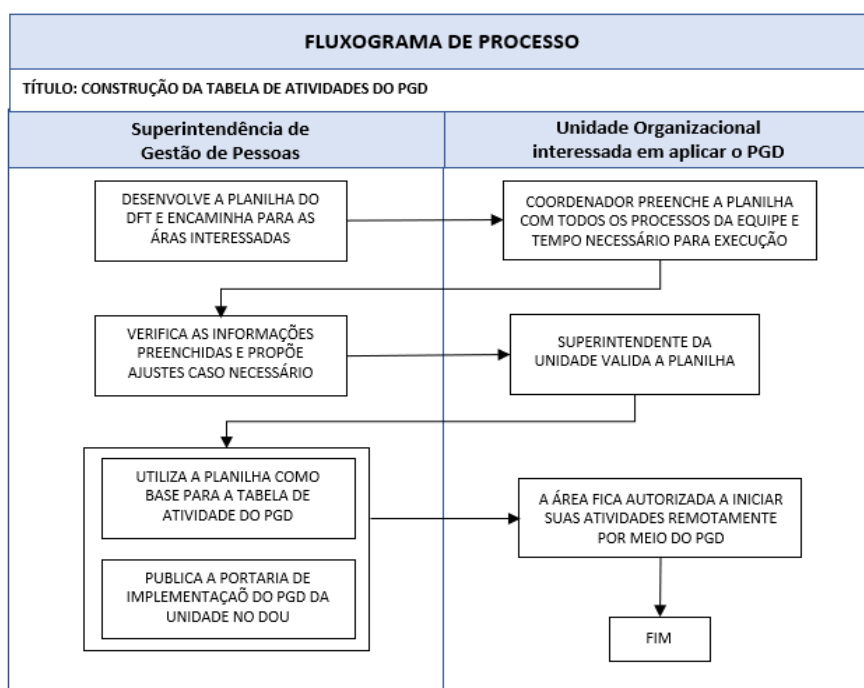 FLUXOGRAMA DE PROCESSO
TÍTULO: CONSTRUÇÃO DA TABELA DE ATIVIDADES DO PGD
Superintendência de
Gestão de Pessoas
Unidade Organizacional
interessada em aplicar o PGD
DESENVOLVE A PLANILHA DO
DFT E ENCAMINHA PARA AS
ÁRAS INTERESSADAS
COORDENADOR PREENCHE A PLANILHA
COM TODOS OS PROCESSOS DA EQUIPE E
TEMPO NECESSÁRIO PARA EXECUÇÃO
VERIFICA AS INFORMAÇÕES
PREENCHIDAS E PROPÕE
AJUSTES CASO NECESSÁRIO
SUPERINTENDENTE DA
UNIDADE VALIDA A PLANILHA
UTILIZA A PLANILHA COMO
BASE PARA A TABELA DE
ATIVIDADE DO PGD
PUBLICA A PORTARIA DE
IMPLEMENTAÇAÕ DO PGD DA
UNIDADE NO DOU
A ÁREA FICA AUTORIZADA A INICIAR
SUAS ATIVIDADES REMOTAMENTE
POR MEIO DO PGD
FIM